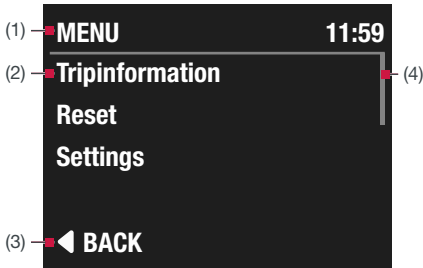 (1) MENU 11:59
(2) Tripinformation (4)
Reset
Settings
(3) BACK